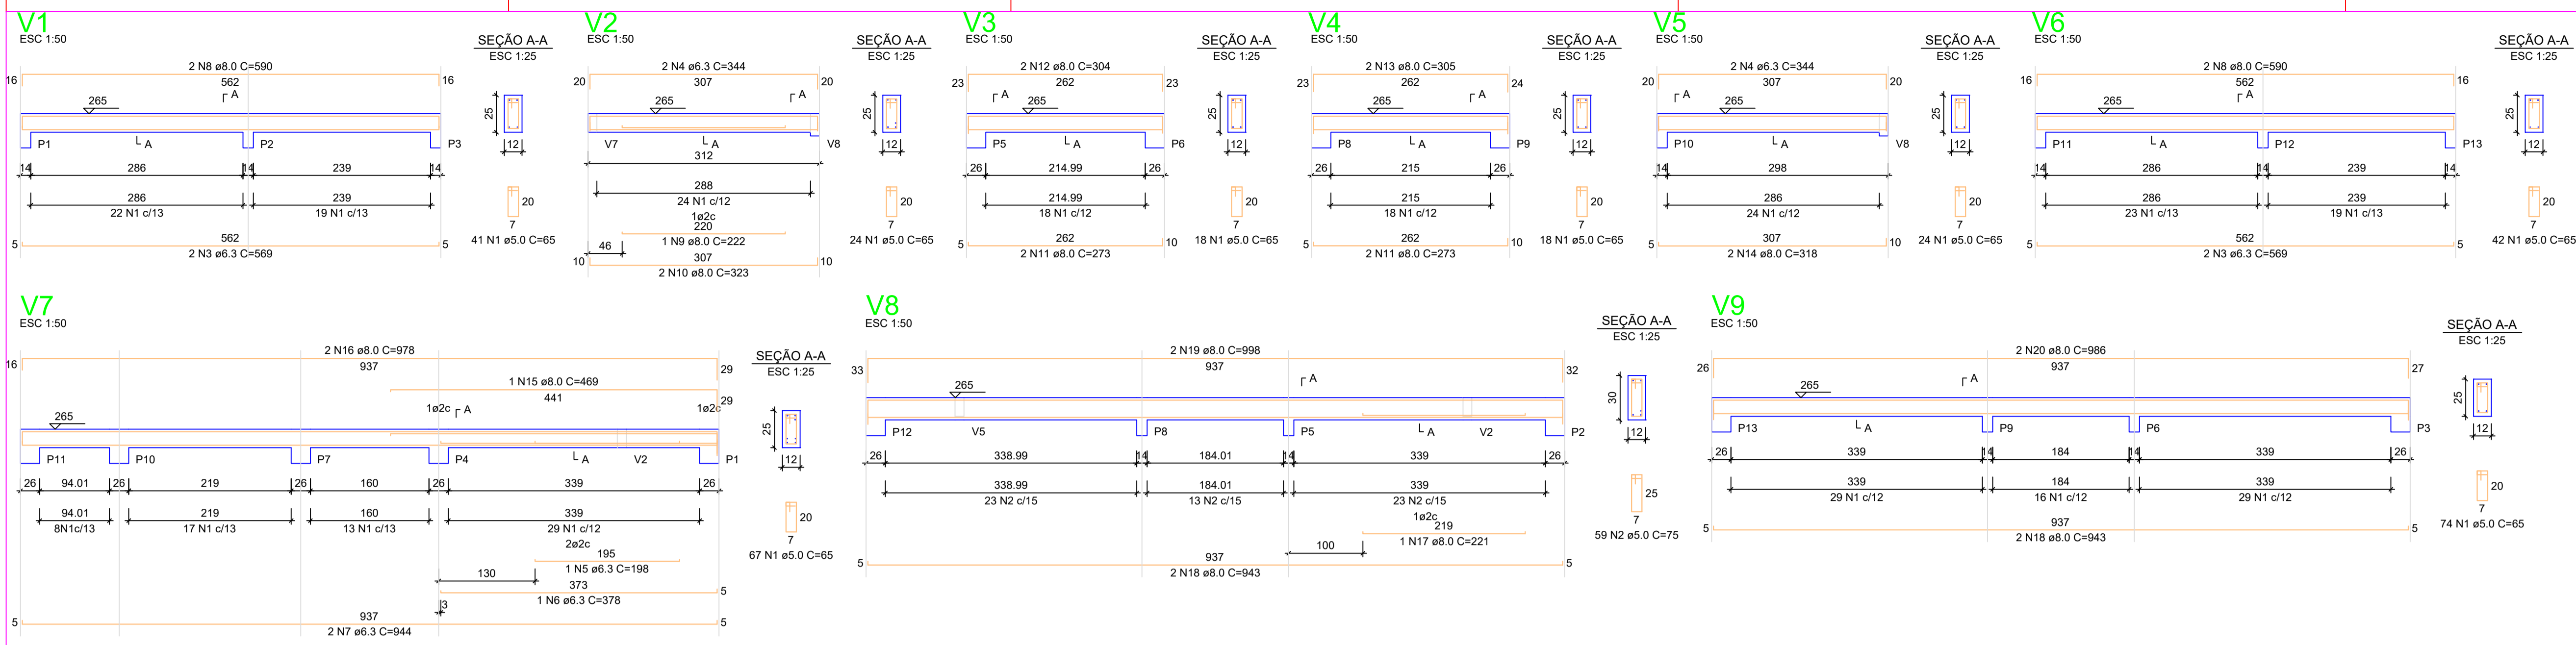 V1
ESC 1:50
2 N8 ø8.0 C=590
16
562
16
A
265
P1
A
P2
P3
14
286
14
239
14
286
239
22 N1 c/13
19 N1 c/13
5
562
5
2 N3 ø6.3 C=569
SEÇÃO A-A
ESC 1:25
25
12
20
7
41 N1 ø5.0 C=65
V2
ESC 1:50
2 N4 ø6.3 C=344
20
307
20
A
265
V7
A
V8
312
288
24 N1 c/12
1ø2c
220
1 N9 ø8.0 C=222
46
10
307
10
2 N10 ø8.0 C=323
SEÇÃO A-A
ESC 1:25
25
12
20
7
24 N1 ø5.0 C=65
V3
ESC 1:50
2 N12 ø8.0 C=304
23
262
23
A
265
P5
A
P6
26
214.99
26
214.99
18 N1 c/12
5
262
10
2 N11 ø8.0 C=273
SEÇÃO A-A
ESC 1:25
25
12
20
7
18 N1 ø5.0 C=65
V4
ESC 1:50
2 N13 ø8.0 C=305
23
262
24
A
265
P8
A
P9
26
215
26
215
18 N1 c/12
5
262
10
2 N11 ø8.0 C=273
SEÇÃO A-A
ESC 1:25
25
12
20
7
18 N1 ø5.0 C=65
V5
ESC 1:50
2 N4 ø6.3 C=344
20
307
20
A
265
P10
A
V8
14
298
286
24 N1 c/12
5
307
10
2 N14 ø8.0 C=318
SEÇÃO A-A
ESC 1:25
25
12
20
7
24 N1 ø5.0 C=65
V6
ESC 1:50
2 N8 ø8.0 C=590
16
562
16
A
265
P11
A
P12
P13
14
286
14
239
14
286
239
23 N1 c/13
19 N1 c/13
5
562
5
2 N3 ø6.3 C=569
SEÇÃO A-A
ESC 1:25
25
12
20
7
42 N1 ø5.0 C=65
V7
ESC 1:50
2 N16 ø8.0 C=978
16
937
29
1 N15 ø8.0 C=469
441
29
1ø2c
A
1ø2c
265
P11
P10
P7
P4
A
V2
P1
26
94.01
26
219
26
160
26
339
26
94.01
219
160
339
8N1c/13
17 N1 c/13
13 N1 c/13
29 N1 c/12
2ø2c
195
1 N5 ø6.3 C=198
130
373
5
1 N6 ø6.3 C=378
3
5
937
5
2 N7 ø6.3 C=944
SEÇÃO A-A
ESC 1:25
25
12
20
7
67 N1 ø5.0 C=65
V8
ESC 1:50
2 N19 ø8.0 C=998
33
937
32
A
265
P12
V5
P8
P5
A
V2
P2
26
338.99
14
184.01
14
339
26
338.99
184.01
339
23 N2 c/15
13 N2 c/15
23 N2 c/15
1ø2c
219
1 N17 ø8.0 C=221
100
5
937
5
2 N18 ø8.0 C=943
SEÇÃO A-A
ESC 1:25
30
12
25
7
59 N2 ø5.0 C=75
V9
ESC 1:50
2 N20 ø8.0 C=986
26
937
27
A
265
P13
A
P9
P6
P3
26
339
14
184
14
339
26
339
184
339
29 N1 c/12
16 N1 c/12
29 N1 c/12
5
937
5
2 N18 ø8.0 C=943
SEÇÃO A-A
ESC 1:25
25
12
20
7
74 N1 ø5.0 C=65